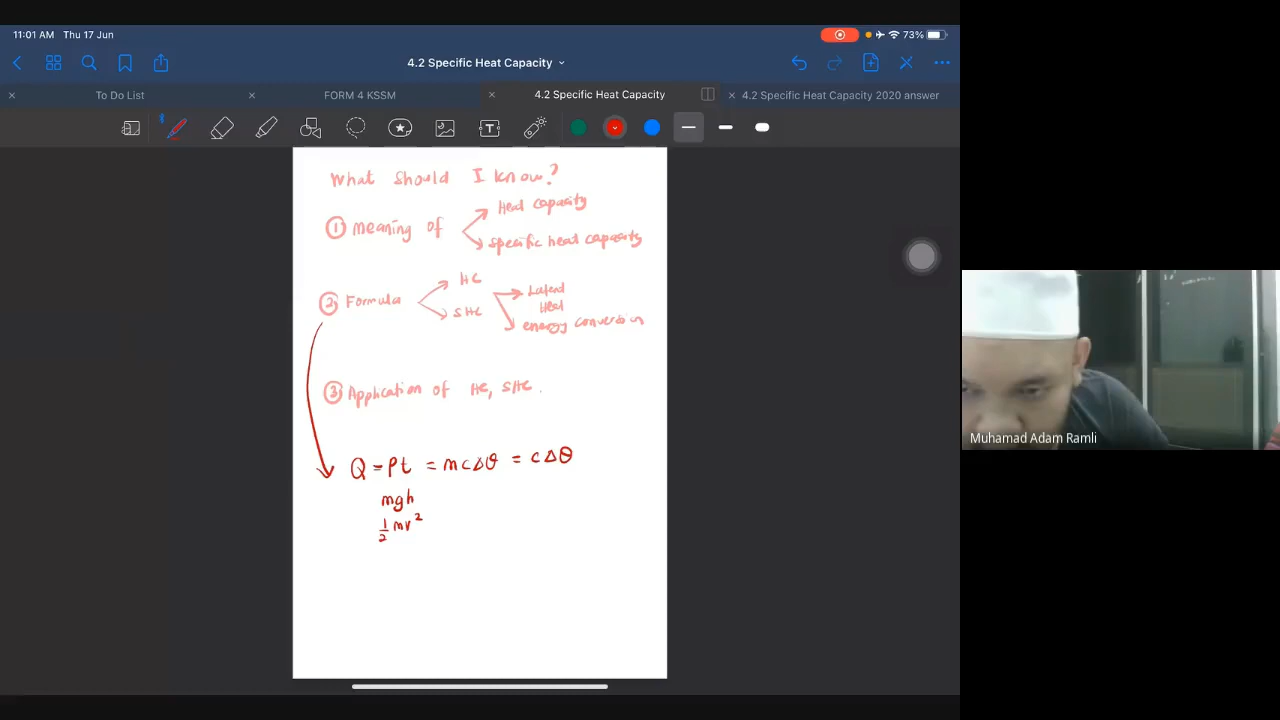 11:01 AM Thu 17 Jun
73%
4.2 Specific Heat Capacity
To Do List
FORM 4 KSSM
4.2 Specific Heat Capacity
4.2 Specific Heat Capacity 2020 answer
What should I know?
① Meaning of
Heat capacity
specific heat capacity
② Formula
HC
SHC
Latent
Heat
energy conversion
③ Application of HC, SHC.
Q = Pt = mcΔθ = cΔθ
mgh
½mv²
Muhamad Adam Ramli